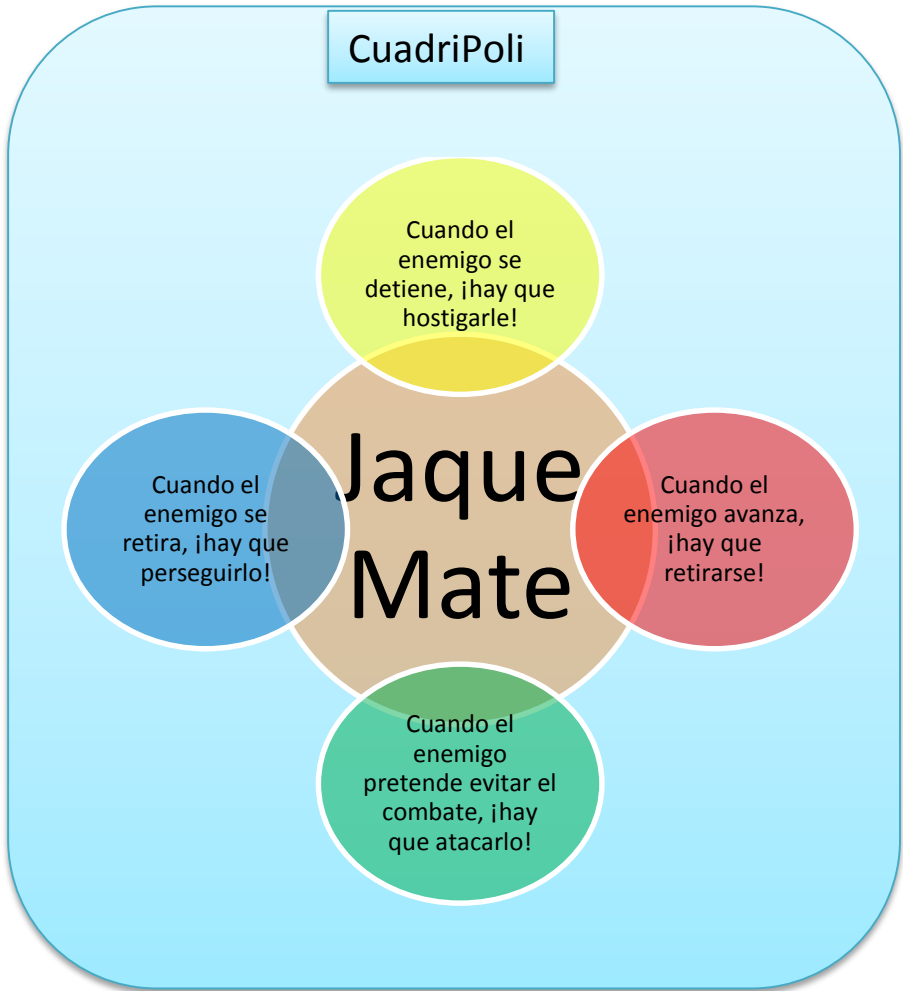 CuadriPoli
Cuando el
enemigo se
detiene, ¡hay que
hostigarle!
Jaque
Mate
Cuando el
enemigo se
retira, ¡hay que
perseguirlo!
Cuando el
enemigo avanza,
¡hay que
retirarse!
Cuando el
enemigo
pretende evitar el
combate, ¡hay
que atacarlo!